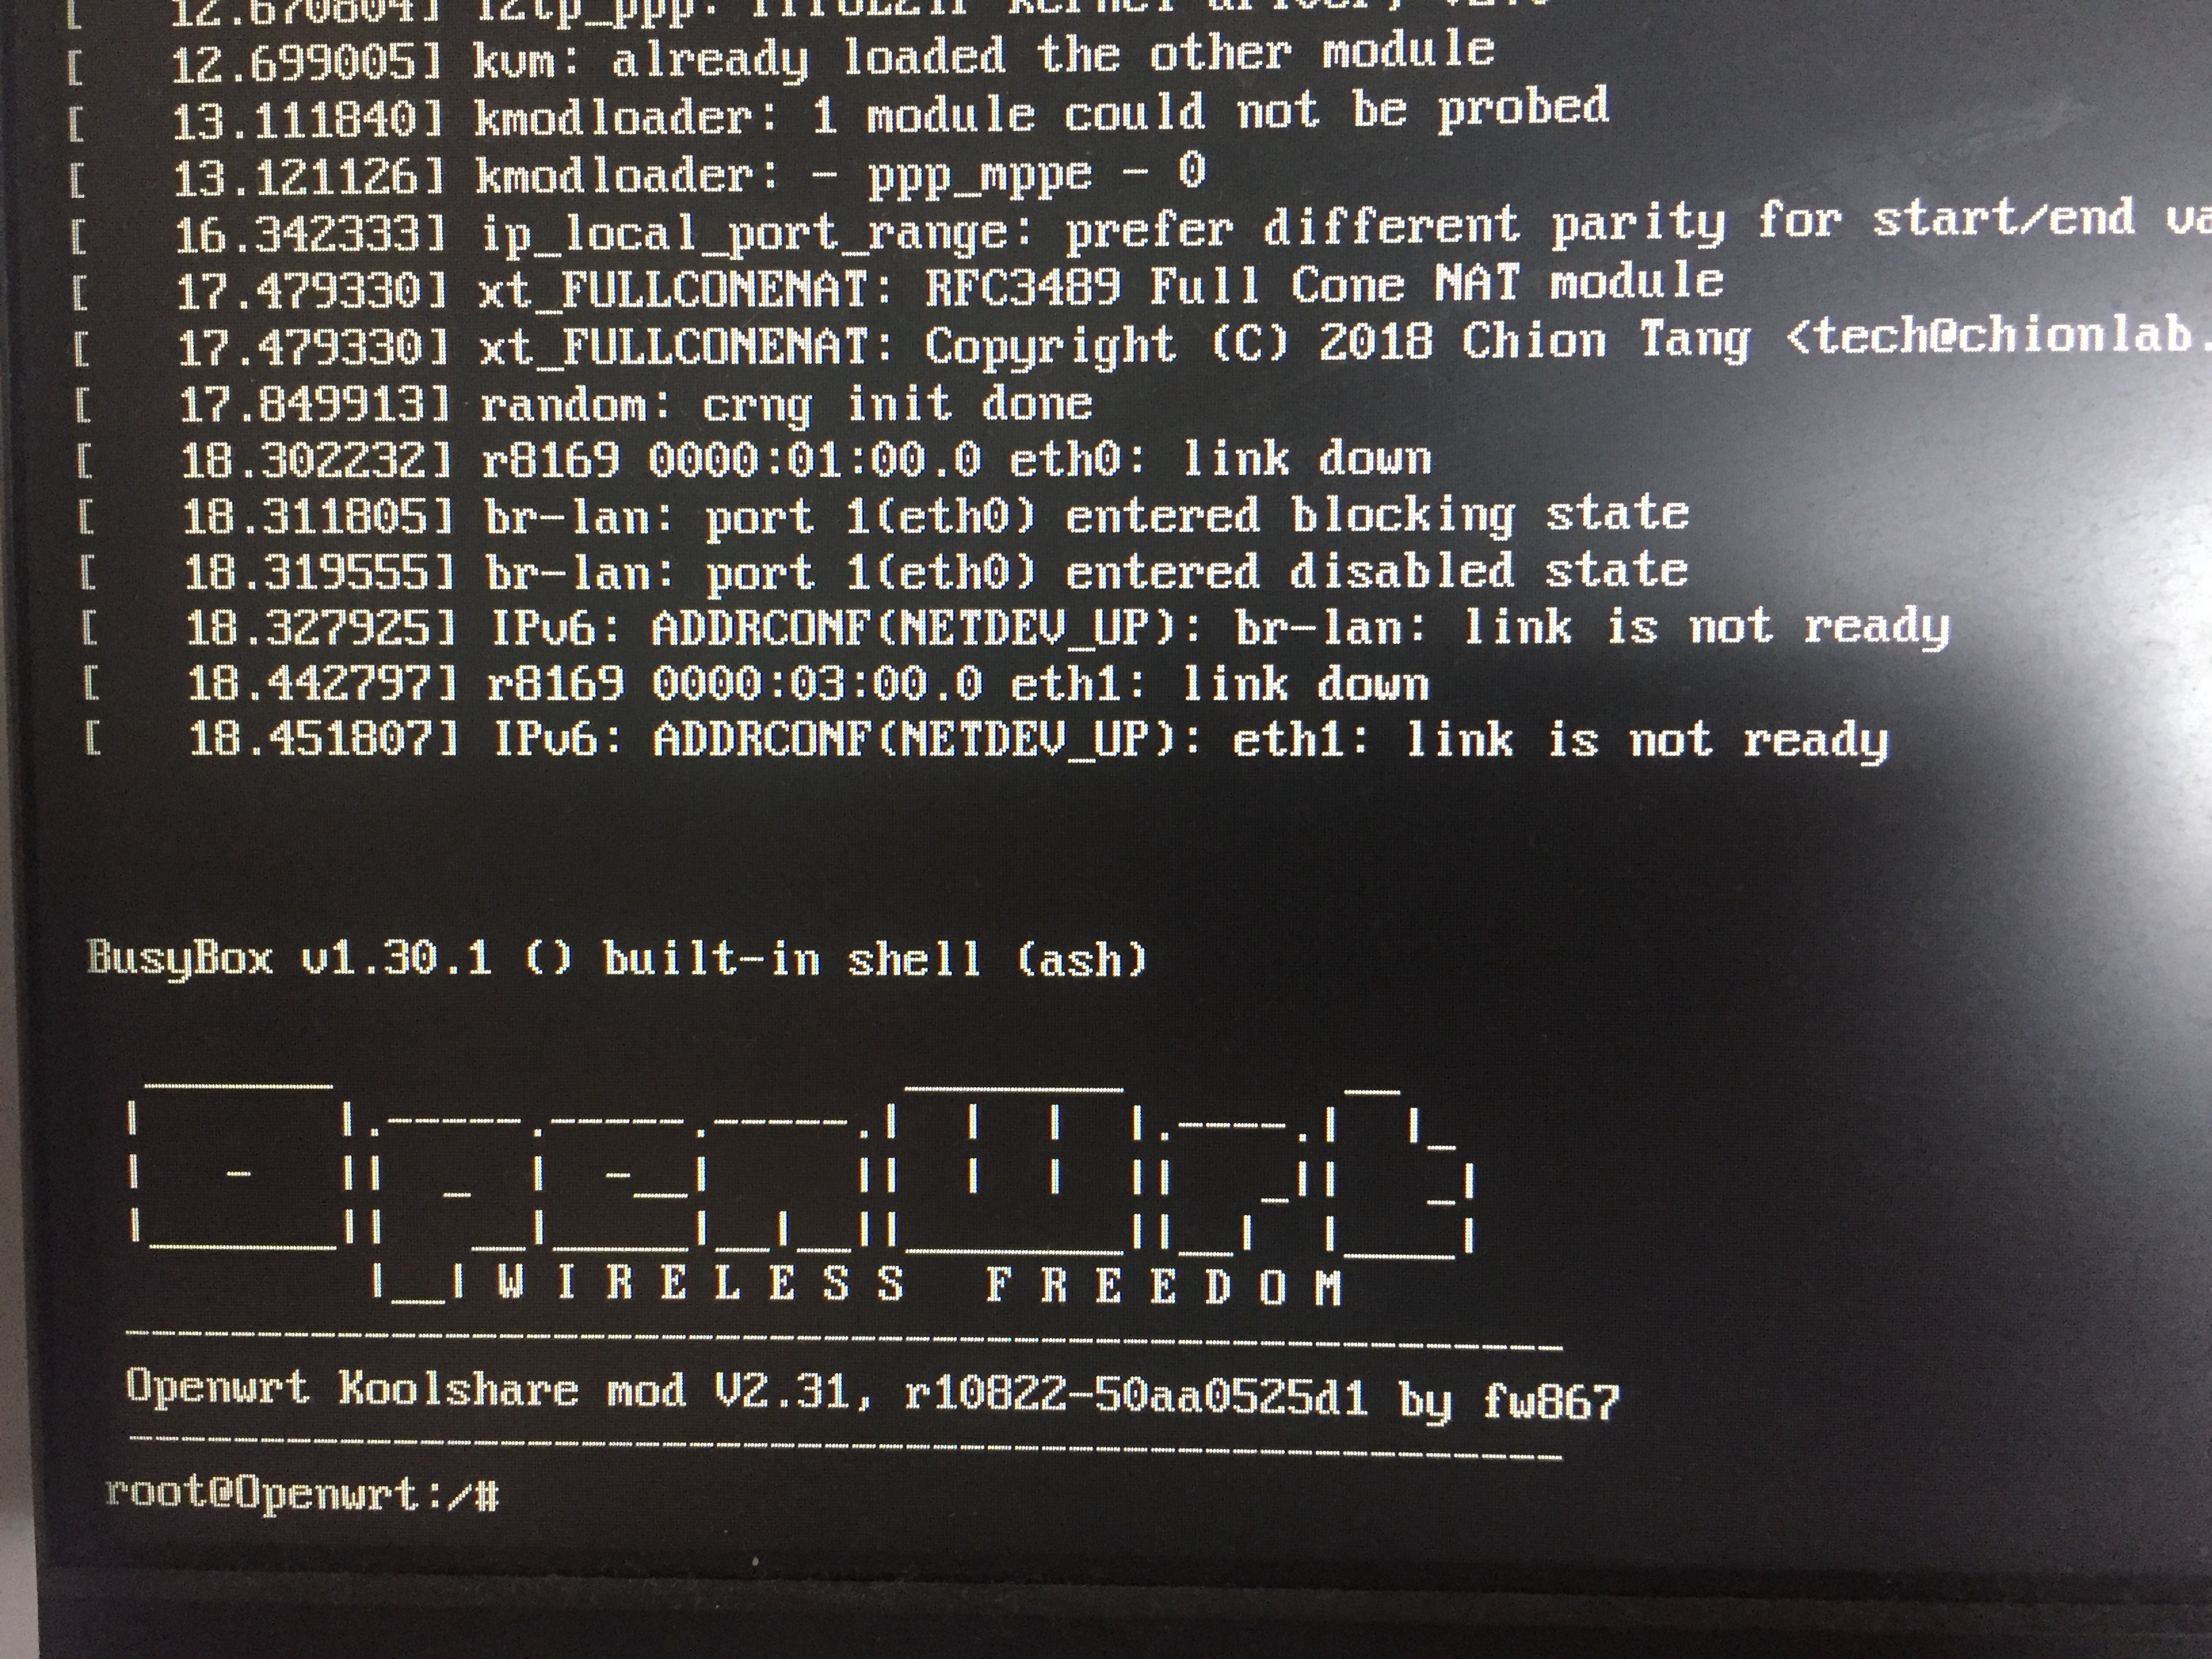 [   12.670804] l2tp_ppp:
[   12.699005] kvm: already loaded the other module
[   13.111840] kmodloader: 1 module could not be probed
[   13.121126] kmodloader: - ppp_mppe - 0
[   16.342333] ip_local_port_range: prefer different parity for start/end va
[   17.479330] xt_FULLCONENAT: RFC3489 Full Cone NAT module
[   17.479330] xt_FULLCONENAT: Copyright (C) 2018 Chion Tang <tech@chionlab.
[   17.849913] random: crng init done
[   18.302232] r8169 0000:01:00.0 eth0: link down
[   18.311805] br-lan: port 1(eth0) entered blocking state
[   18.319555] br-lan: port 1(eth0) entered disabled state
[   18.327925] IPv6: ADDRCONF(NETDEV_UP): br-lan: link is not ready
[   18.442797] r8169 0000:03:00.0 eth1: link down
[   18.451807] IPv6: ADDRCONF(NETDEV_UP): eth1: link is not ready
BusyBox v1.30.1 () built-in shell (ash)
OpenWrt
W I R E L E S S   F R E E D O M
Openwrt Koolshare mod V2.31, r10822-50aa0525d1 by fw867
root@Openwrt:/#